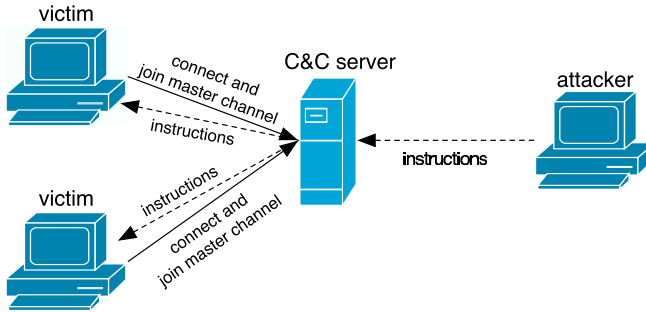 victim
connect and
join master channel
instructions
C&C server
attacker
instructions
victim
instructions
connect and
join master channel